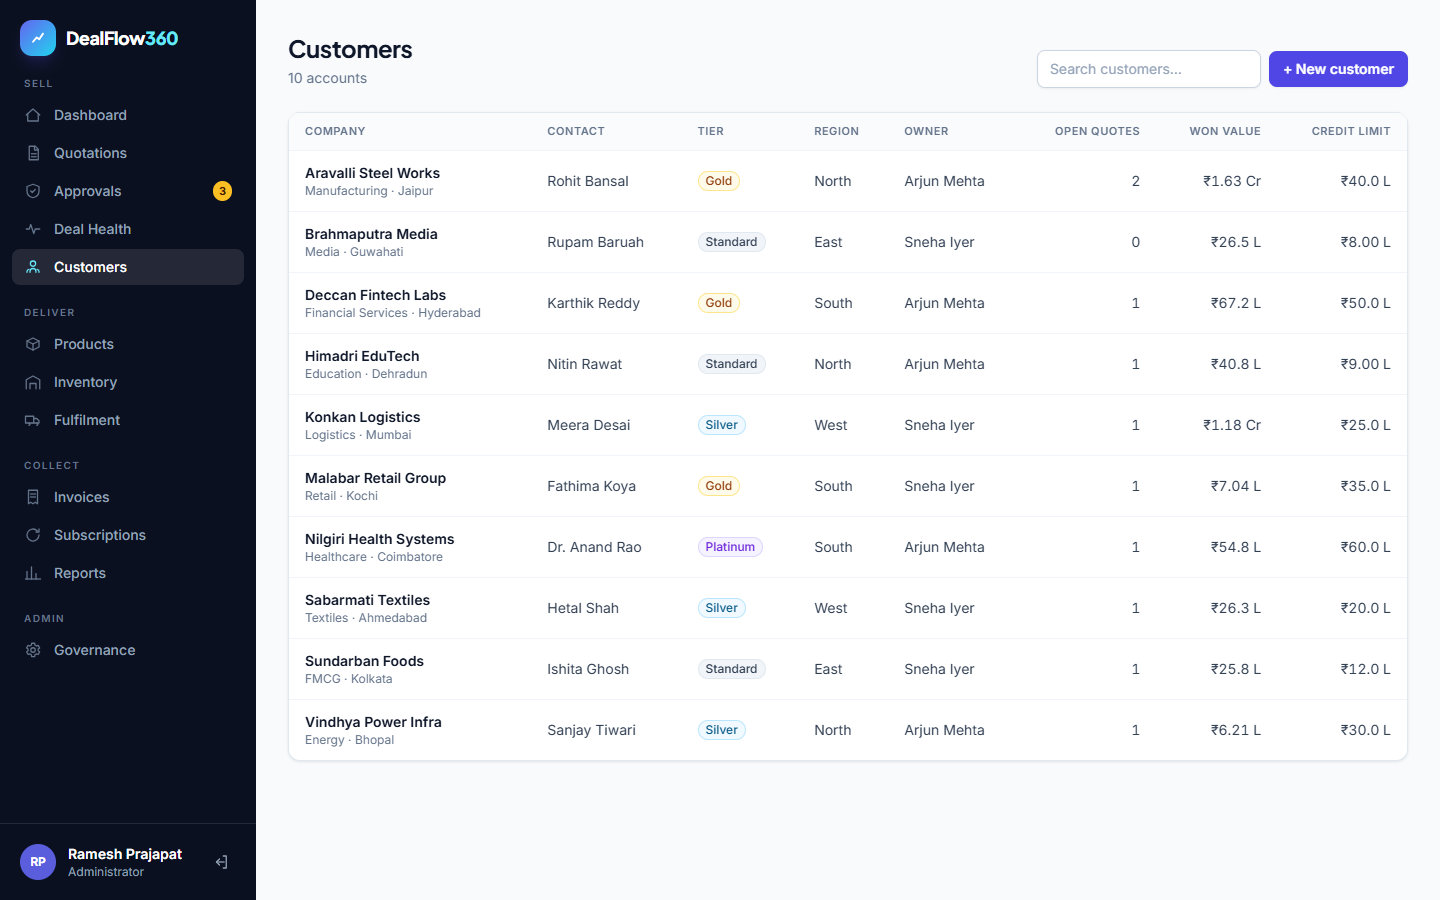 DealFlow360
SELL
Dashboard
Quotations
Approvals 3
Deal Health
Customers
DELIVER
Products
Inventory
Fulfilment
COLLECT
Invoices
Subscriptions
Reports
ADMIN
Governance
RP
Ramesh Prajapat
Administrator
Customers
10 accounts
Search customers...
+ New customer
COMPANY CONTACT TIER REGION OWNER OPEN QUOTES WON VALUE CREDIT LIMIT
Aravalli Steel Works
Manufacturing · Jaipur
Rohit Bansal Gold North Arjun Mehta 2 ₹1.63 Cr ₹40.0 L
Brahmaputra Media
Media · Guwahati
Rupam Baruah Standard East Sneha Iyer 0 ₹26.5 L ₹8.00 L
Deccan Fintech Labs
Financial Services · Hyderabad
Karthik Reddy Gold South Arjun Mehta 1 ₹67.2 L ₹50.0 L
Himadri EduTech
Education · Dehradun
Nitin Rawat Standard North Arjun Mehta 1 ₹40.8 L ₹9.00 L
Konkan Logistics
Logistics · Mumbai
Meera Desai Silver West Sneha Iyer 1 ₹1.18 Cr ₹25.0 L
Malabar Retail Group
Retail · Kochi
Fathima Koya Gold South Sneha Iyer 1 ₹7.04 L ₹35.0 L
Nilgiri Health Systems
Healthcare · Coimbatore
Dr. Anand Rao Platinum South Arjun Mehta 1 ₹54.8 L ₹60.0 L
Sabarmati Textiles
Textiles · Ahmedabad
Hetal Shah Silver West Sneha Iyer 1 ₹26.3 L ₹20.0 L
Sundarban Foods
FMCG · Kolkata
Ishita Ghosh Standard East Sneha Iyer 1 ₹25.8 L ₹12.0 L
Vindhya Power Infra
Energy · Bhopal
Sanjay Tiwari Silver North Arjun Mehta 1 ₹6.21 L ₹30.0 L